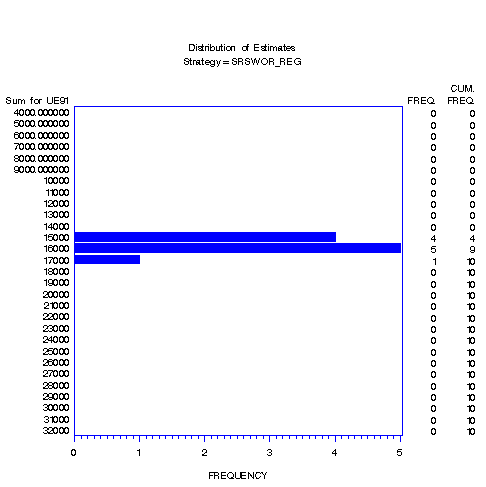 Distribution of Estimates
Strategy = SRSWOR_REG
CUM.
Sum for UE91 FREQ. FREQ.
4000.000000 0 0
5000.000000 0 0
6000.000000 0 0
7000.000000 0 0
8000.000000 0 0
9000.000000 0 0
10000 0 0
11000 0 0
12000 0 0
13000 0 0
14000 0 0
15000 4 4
16000 5 9
17000 1 10
18000 0 10
19000 0 10
20000 0 10
21000 0 10
22000 0 10
23000 0 10
24000 0 10
25000 0 10
26000 0 10
27000 0 10
28000 0 10
29000 0 10
30000 0 10
31000 0 10
32000 0 10
0 1 2 3 4 5
FREQUENCY